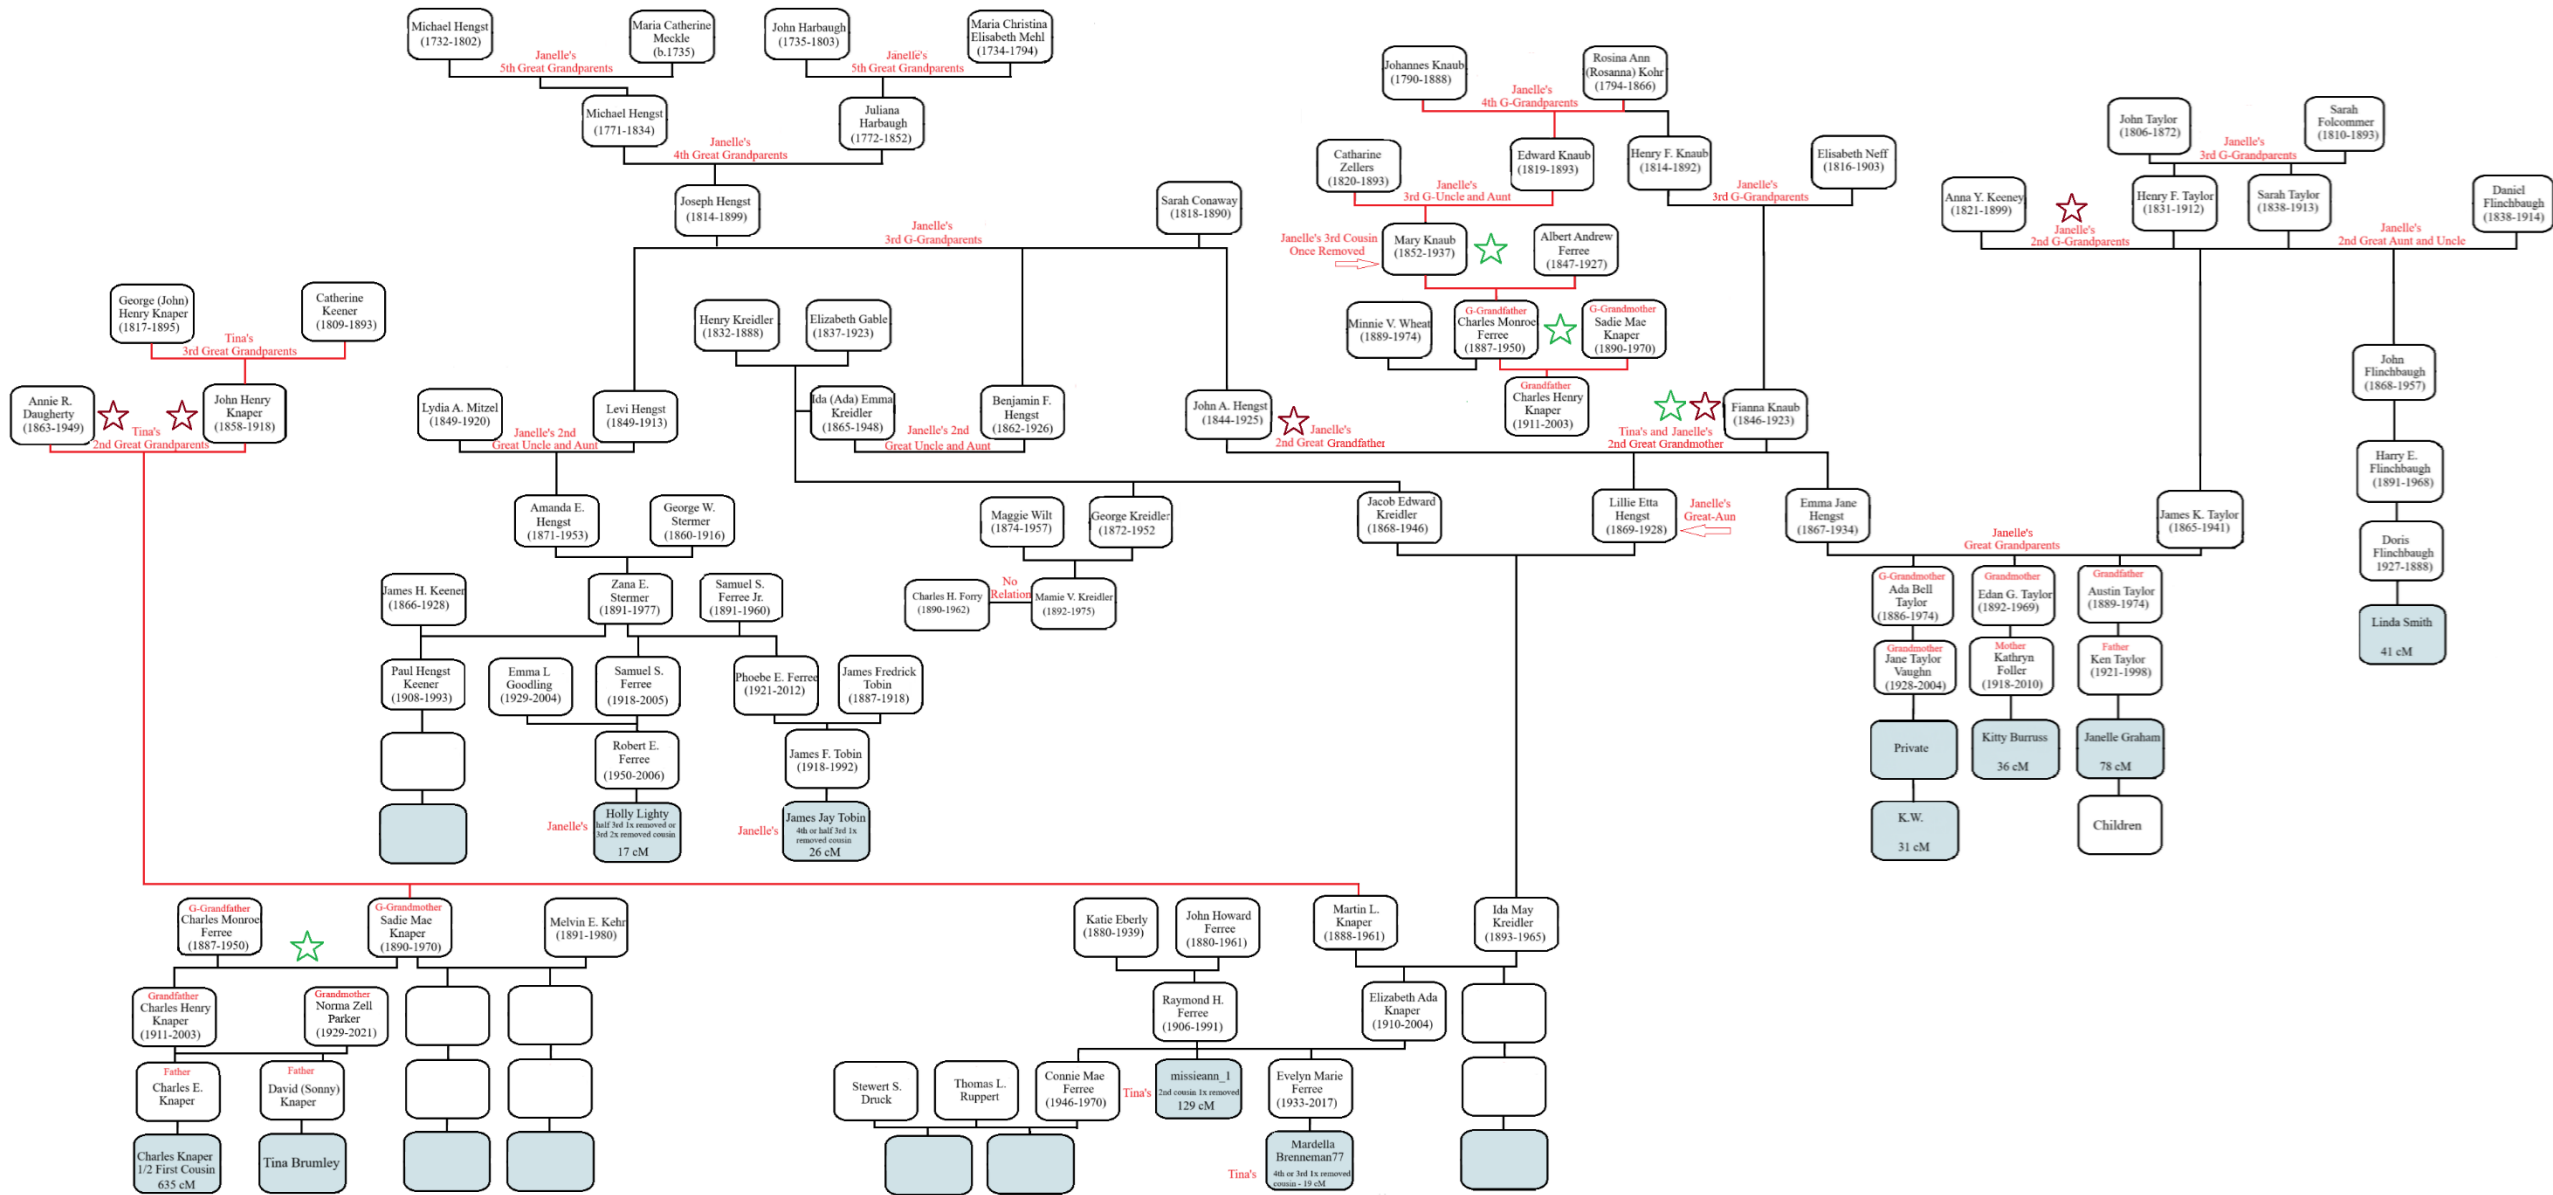 Michael Hengst
(1732-1802)
Maria Catherine
Meckle
(b.1735)
John Harbaugh
(1735-1803)
Maria Christina
Elisabeth Mehl
(1734-1794)
Janelle's
5th Great Grandparents
Janelle's
5th Great Grandparents
Michael Hengst
(1771-1834)
Juliana
Harbaugh
(1772-1852)
Janelle's
4th Great Grandparents
Johannes Knaub
(1790-1888)
Rosina Ann
(Rosanna) Kohr
(1794-1866)
Janelle's
4th G-Grandparents
John Taylor
(1806-1872)
Sarah
Folcommer
(1810-1893)
Janelle's
3rd G-Grandparents
Catharine
Zellers
(1820-1893)
Edward Knaub
(1819-1893)
Henry F. Knaub
(1814-1892)
Elisabeth Neff
(1816-1903)
Janelle's
3rd G-Uncle and Aunt
Janelle's
3rd G-Grandparents
Joseph Hengst
(1814-1899)
Sarah Conaway
(1818-1890)
Janelle's
3rd G-Grandparents
Anna Y. Keeney
(1821-1899)
Henry F. Taylor
(1831-1912)
Sarah Taylor
(1838-1913)
Daniel
Flinchbaugh
(1838-1914)
Janelle's
2nd G-Grandparents
Janelle's
2nd Great Aunt and Uncle
Janelle's 3rd Cousin
Once Removed
Mary Knaub
(1852-1937)
Albert Andrew
Ferree
(1847-1927)
George (John)
Henry Knaper
(1817-1895)
Catherine
Keener
(1809-1893)
Tina's
3rd Great Grandparents
Henry Kreidler
(1832-1888)
Elizabeth Gable
(1837-1923)
Minnie V. Wheat
(1889-1974)
G-Grandfather
Charles Monroe
Ferree
(1887-1950)
G-Grandmother
Sadie Mae
Knaper
(1890-1970)
Grandfather
Charles Henry
Knaper
(1911-2003)
John
Flinchbaugh
(1868-1957)
Annie R.
Daugherty
(1863-1949)
John Henry
Knaper
(1858-1918)
Tina's
2nd Great Grandparents
Lydia A. Mitzel
(1849-1920)
Levi Hengst
(1849-1913)
Janelle's 2nd
Great Uncle and Aunt
Ida (Ada) Emma
Kreidler
(1865-1948)
Benjamin F.
Hengst
(1862-1926)
Janelle's 2nd
Great Uncle and Aunt
John A. Hengst
(1844-1925)
Janelle's
2nd Great Grandfather
Tina's and Janelle's
2nd Great Grandmother
Fianna Knaub
(1846-1923)
Harry E.
Flinchbaugh
(1891-1968)
Amanda E.
Hengst
(1871-1953)
George W.
Stermer
(1860-1916)
Maggie Wilt
(1874-1957)
George Kreidler
(1872-1952
Jacob Edward
Kreidler
(1868-1946)
Lillie Etta
Hengst
(1869-1928)
Janelle's
Great-Aun
Emma Jane
Hengst
(1867-1934)
James K. Taylor
(1865-1941)
Janelle's
Great Grandparents
Doris
Flinchbaugh
1927-1888)
James H. Keener
(1866-1928)
Zana E.
Stermer
(1891-1977)
Samuel S.
Ferree Jr.
(1891-1960)
Charles H. Forry
(1890-1962)
No
Relation
Mamie V. Kreidler
(1892-1975)
G-Grandmother
Ada Bell
Taylor
(1886-1974)
Grandmother
Edan G. Taylor
(1892-1969)
Grandfather
Austin Taylor
(1889-1974)
Linda Smith
41 cM
Paul Hengst
Keener
(1908-1993)
Emma L
Goodling
(1929-2004)
Samuel S.
Ferree
(1918-2005)
Phoebe E. Ferree
(1921-2012)
James Fredrick
Tobin
(1887-1918)
Grandmother
Jane Taylor
Vaughn
(1928-2004)
Mother
Kathryn
Foller
(1918-2010)
Father
Ken Taylor
(1921-1998)
Robert E.
Ferree
(1950-2006)
James F. Tobin
(1918-1992)
Private
Kitty Burruss
36 cM
Janelle Graham
78 cM
Janelle's
Holly Lighty
half 3rd 1x removed or
3rd 2x removed cousin
17 cM
Janelle's
James Jay Tobin
4th or half 3rd 1x
removed cousin
26 cM
K.W.
31 cM
Children
G-Grandfather
Charles Monroe
Ferree
(1887-1950)
G-Grandmother
Sadie Mae
Knaper
(1890-1970)
Melvin E. Kehr
(1891-1980)
Katie Eberly
(1880-1939)
John Howard
Ferree
(1880-1961)
Martin L.
Knaper
(1888-1961)
Ida May
Kreidler
(1893-1965)
Grandfather
Charles Henry
Knaper
(1911-2003)
Grandmother
Norma Zell
Parker
(1929-2021)
Raymond H.
Ferree
(1906-1991)
Elizabeth Ada
Knaper
(1910-2004)
Father
Charles E.
Knaper
Father
David (Sonny)
Knaper
Stewert S.
Druck
Thomas L.
Ruppert
Connie Mae
Ferree
(1946-1970)
Tina's
missieann_1
2nd cousin 1x removed
129 cM
Evelyn Marie
Ferree
(1933-2017)
Charles Knaper
1/2 First Cousin
635 cM
Tina Brumley
Tina's
Mardella
Brenneman77
4th or 3rd 1x removed
cousin - 19 cM